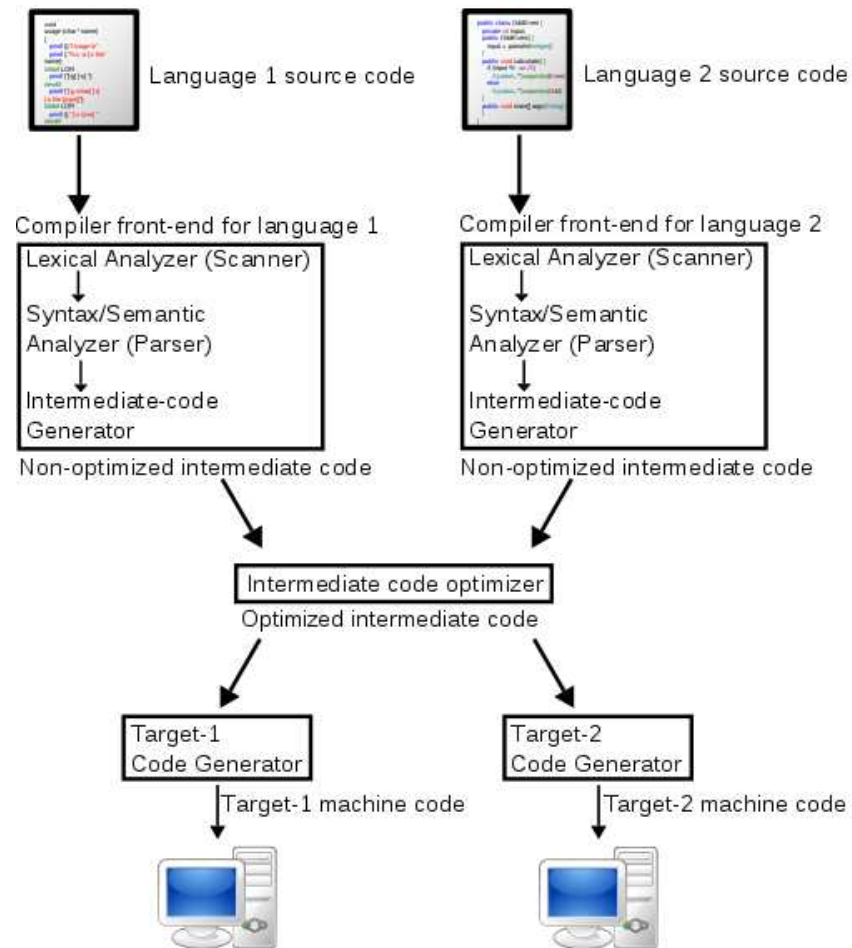 Language 1 source code
Language 2 source code
Compiler front-end for language 1
Lexical Analyzer (Scanner)
Syntax/Semantic
Analyzer (Parser)
Intermediate-code
Generator
Non-optimized intermediate code
Compiler front-end for language 2
Lexical Analyzer (Scanner)
Syntax/Semantic
Analyzer (Parser)
Intermediate-code
Generator
Non-optimized intermediate code
Intermediate code optimizer
Optimized intermediate code
Target-1
Code Generator
Target-1 machine code
Target-2
Code Generator
Target-2 machine code